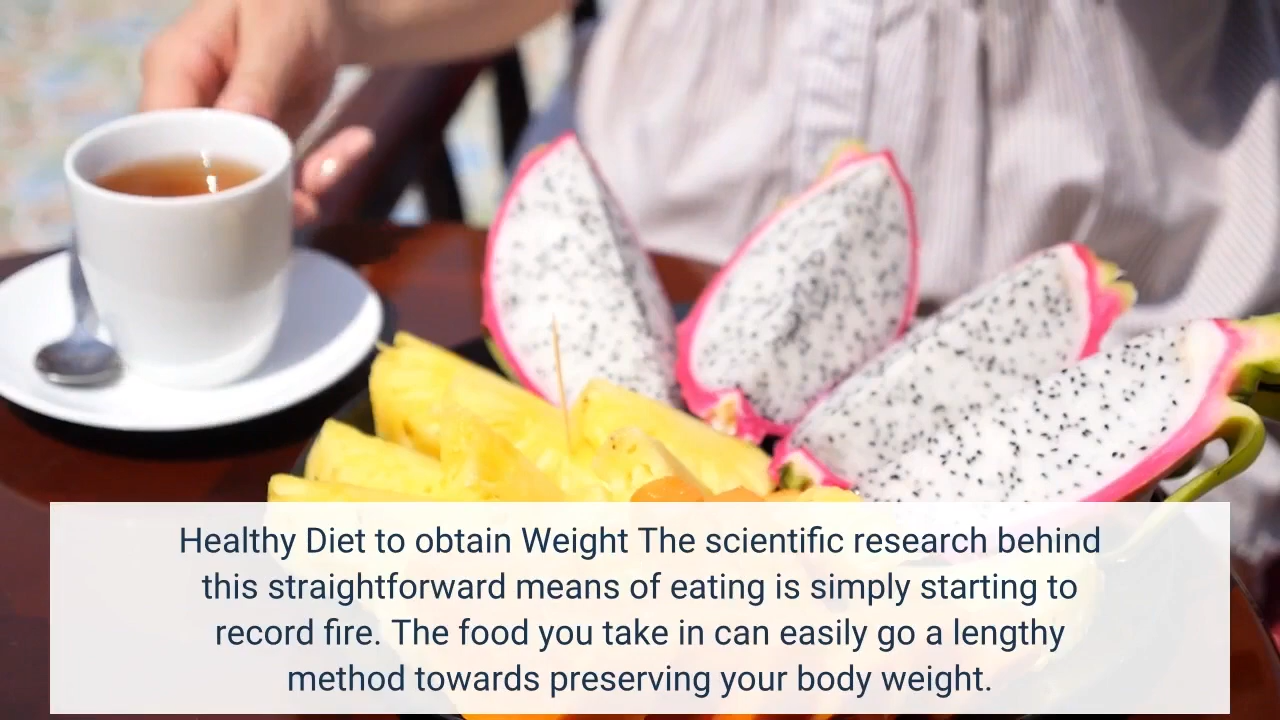 Healthy Diet to obtain Weight The scientific research behind
this straightforward means of eating is simply starting to
record fire. The food you take in can easily go a lengthy
method towards preserving your body weight.